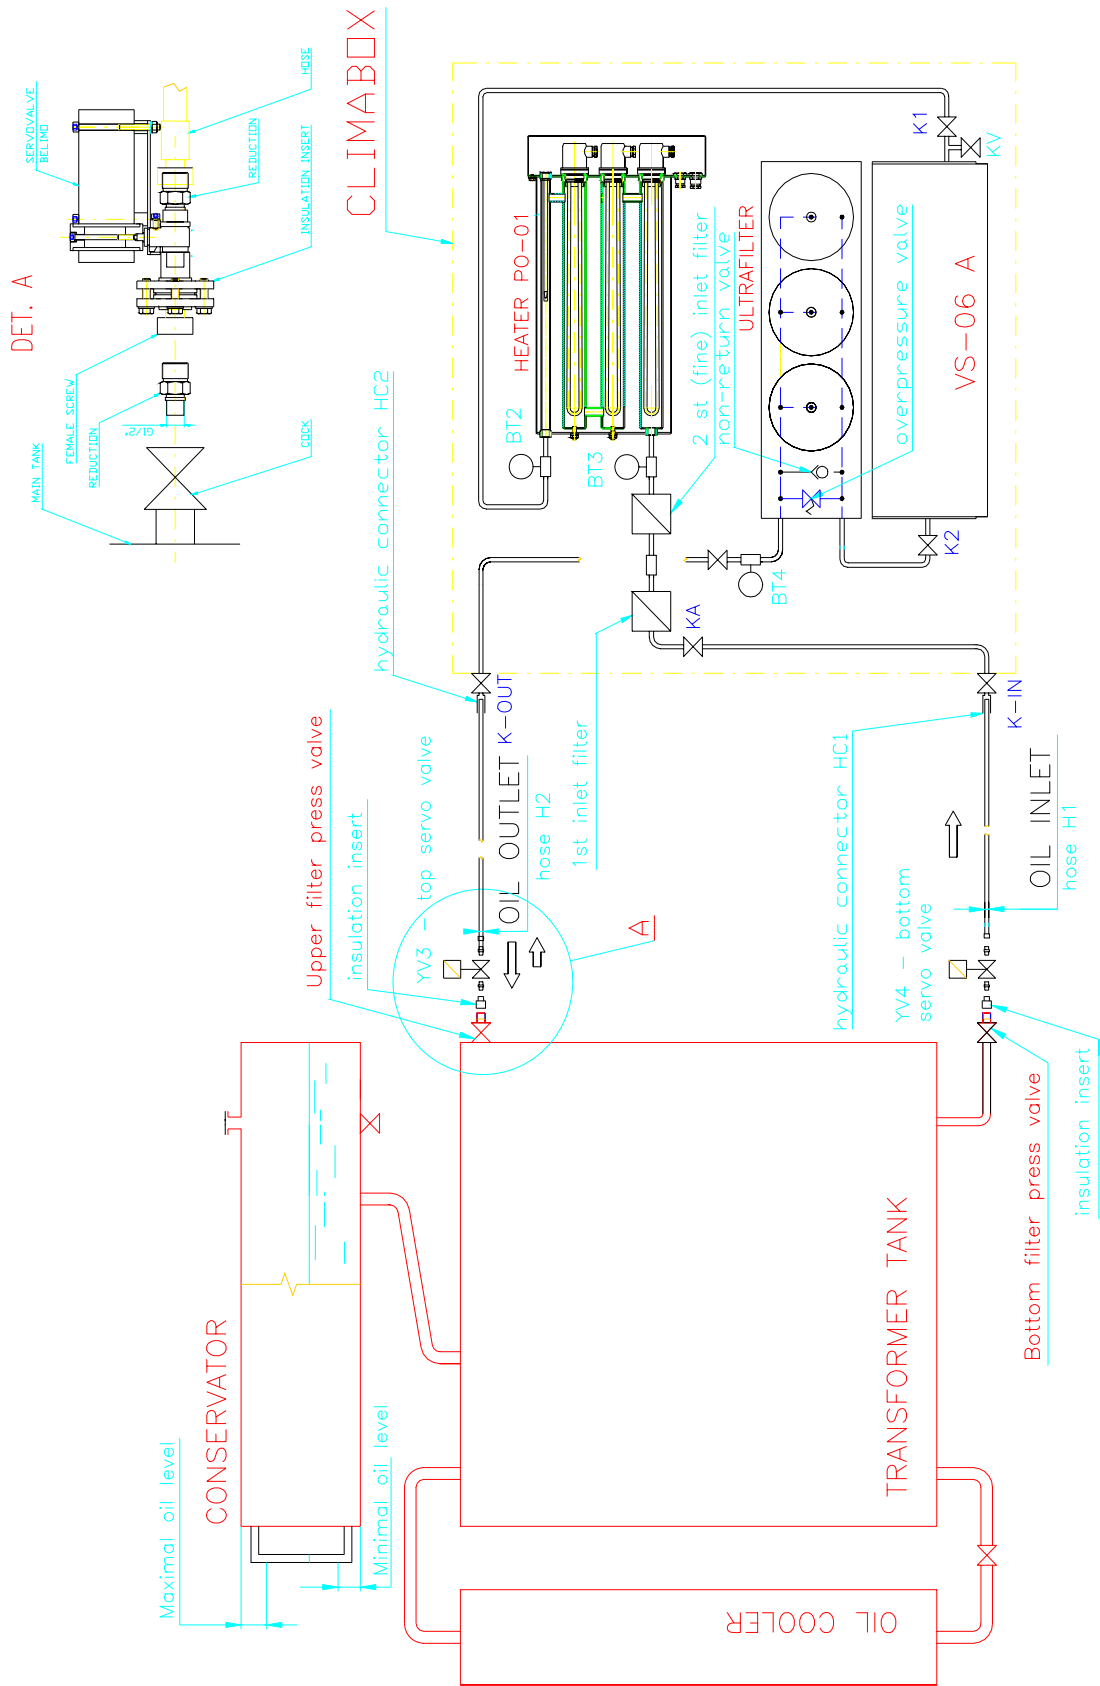 DET. A
SERVOVALVE
BELIMO
HOSE
REDUCTION
INSULATION INSERT
MAIN TANK
FEMALE SCREW
REDUCTION
G1/2"
COCK
CLIMABOX
HEATER PO-01
BT2
BT3
2 st (fine) inlet filter
non-return valve
ULTRAFILTER
overpressure valve
K1
KV
VS-06 A
K2
BT4
KA
hydraulic connector HC2
K-OUT
K-IN
Upper filter press valve
insulation insert
YV3 - top servo valve
OIL OUTLET
hose H2
1st inlet filter
A
hydraulic connector HC1
YV4 - bottom
servo valve
OIL INLET
hose H1
Bottom filter press valve
insulation insert
CONSERVATOR
Maximal oil level
Minimal oil level
TRANSFORMER TANK
OIL COOLER